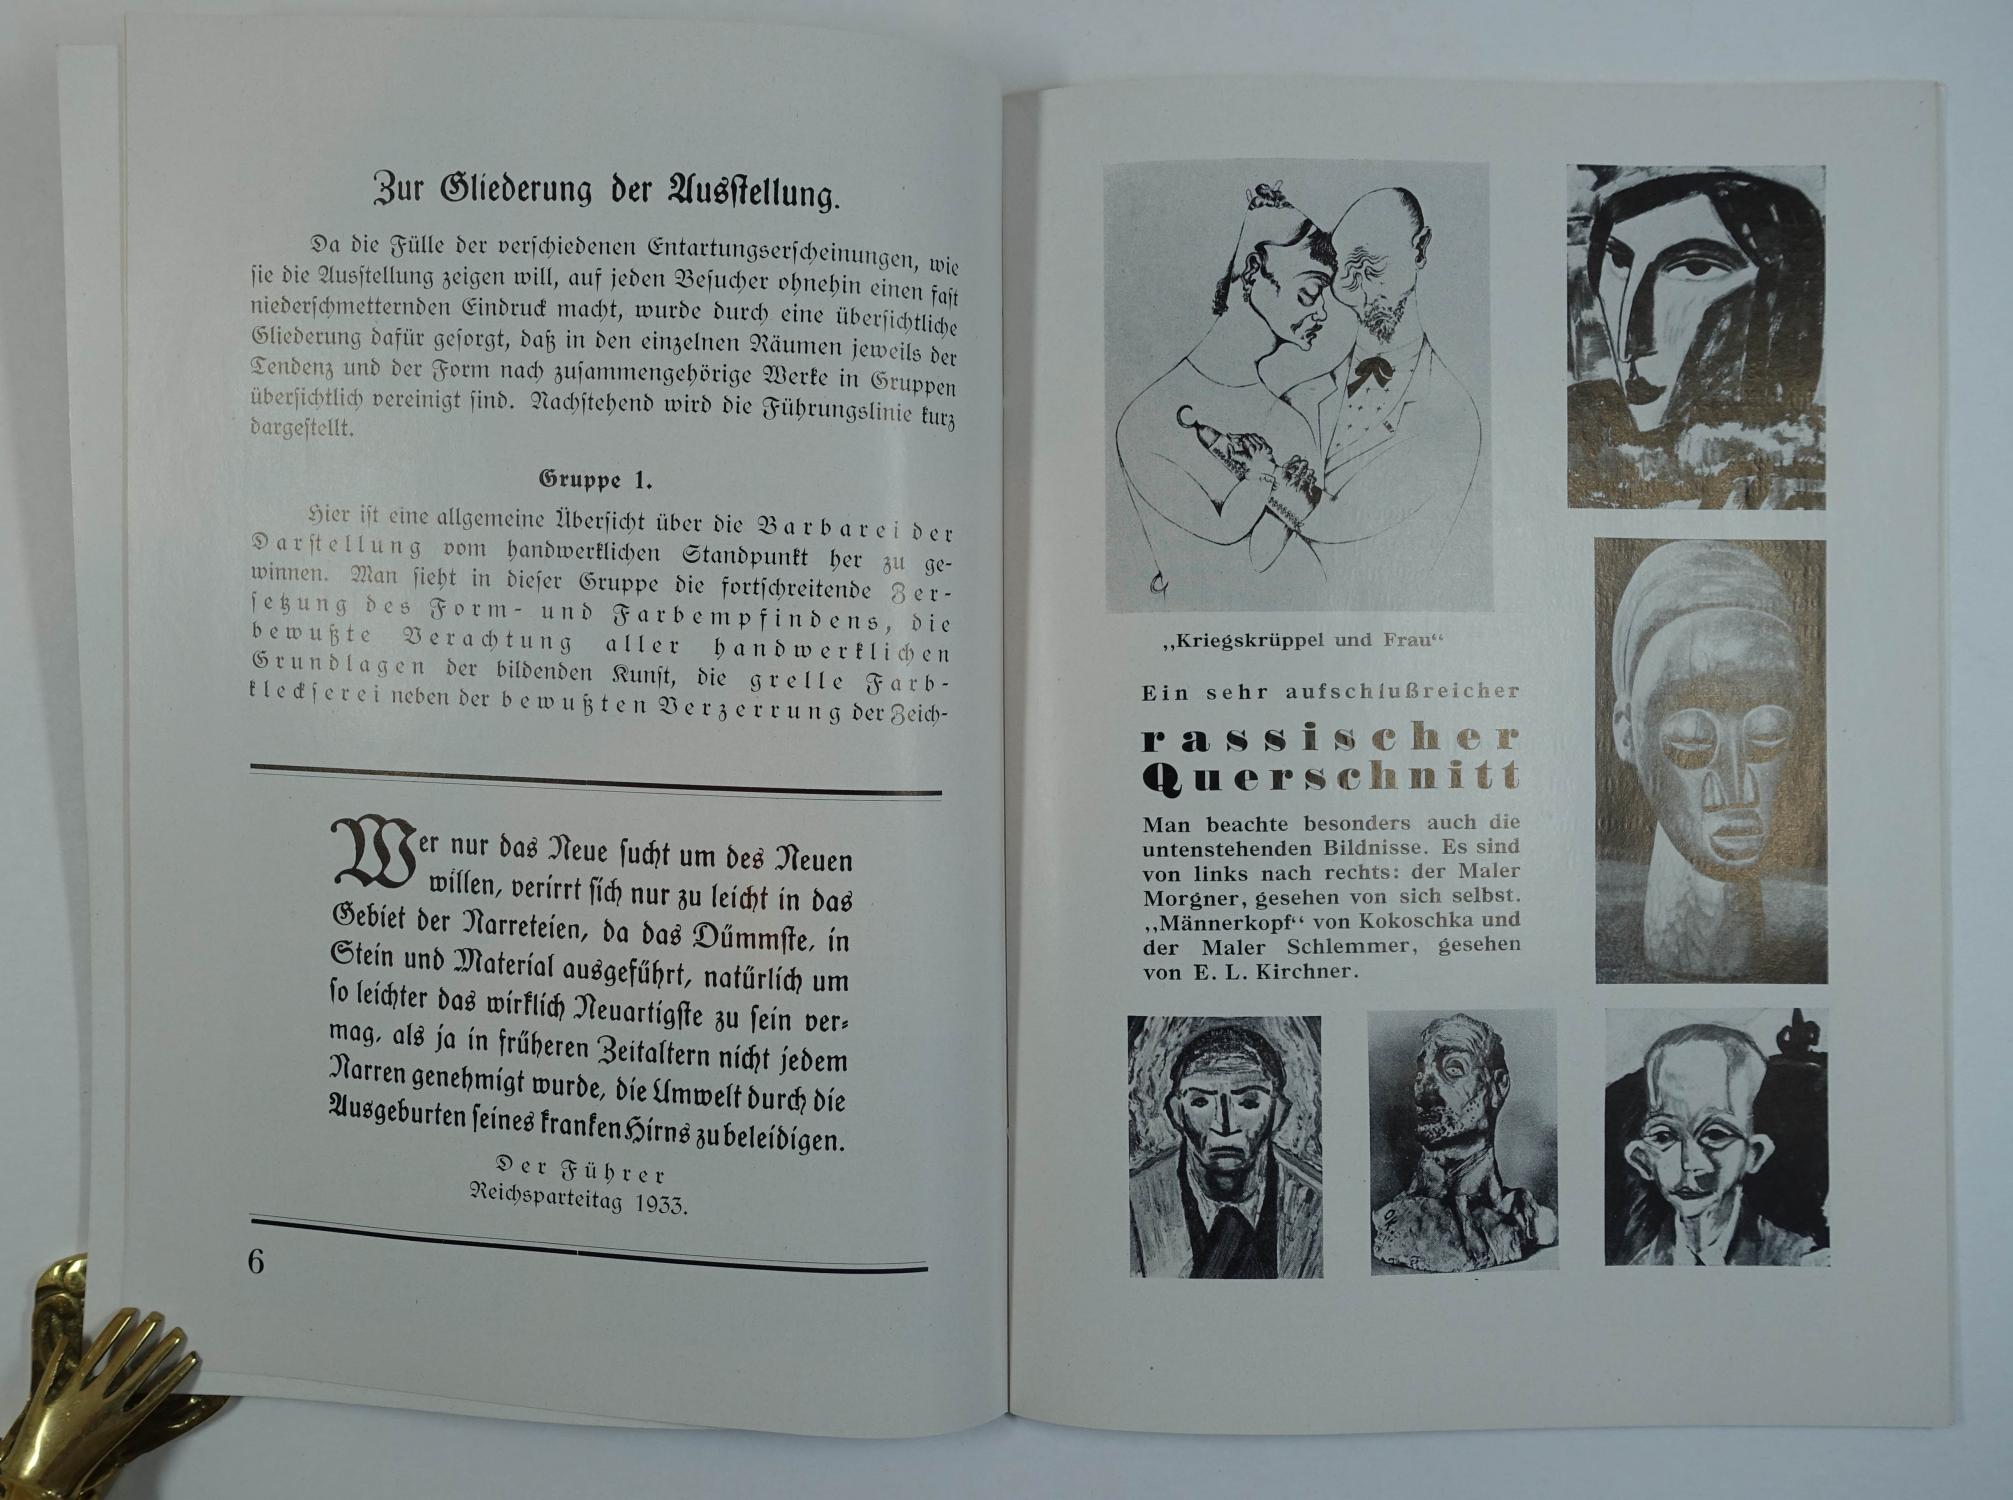 Zur Gliederung der Ausstellung.
Da die Fülle der verschiedenen Entartungserscheinungen, wie
sie die Ausstellung zeigen will, auf jeden Besucher ohnehin einen fast
niederschmetternden Eindruck macht, wurde durch eine übersichtliche
Gliederung dafür gesorgt, daß in den einzelnen Räumen jeweils der
Tendenz und der Form nach zusammengehörige Werke in Gruppen
übersichtlich vereinigt sind. Nachstehend wird die Führungslinie kurz
dargestellt.
Gruppe 1.
Hier ist eine allgemeine Übersicht über die Barbarei der
Darstellung vom handwerklichen Standpunkt her zu ge-
winnen. Man sieht in dieser Gruppe die fortschreitende Zer-
setzung des Form- und Farbempfindens, die
bewußte Verachtung aller handwerklichen
Grundlagen der bildenden Kunst, die grelle Farb-
kleckserei neben der bewußten Verzerrung der Zeich-
Wer nur das Neue sucht um des Neuen
willen, verirrt sich nur zu leicht in das
Gebiet der Narreteien, da das Dümmste, in
Stein und Material ausgeführt, natürlich um
so leichter das wirklich Neuartigste zu sein ver-
mag, als ja in früheren Zeitaltern nicht jedem
Narren genehmigt wurde, die Umwelt durch die
Ausgeburten seines kranken Hirns zu beleidigen.
Der Führer
Reichsparteitag 1933.
6
„Kriegskrüppel und Frau“
Ein sehr aufschlußreicher
rassischer
Querschnitt
Man beachte besonders auch die
untenstehenden Bildnisse. Es sind
von links nach rechts: der Maler
Morgner, gesehen von sich selbst.
„Männerkopf“ von Kokoschka und
der Maler Schlemmer, gesehen
von E. L. Kirchner.